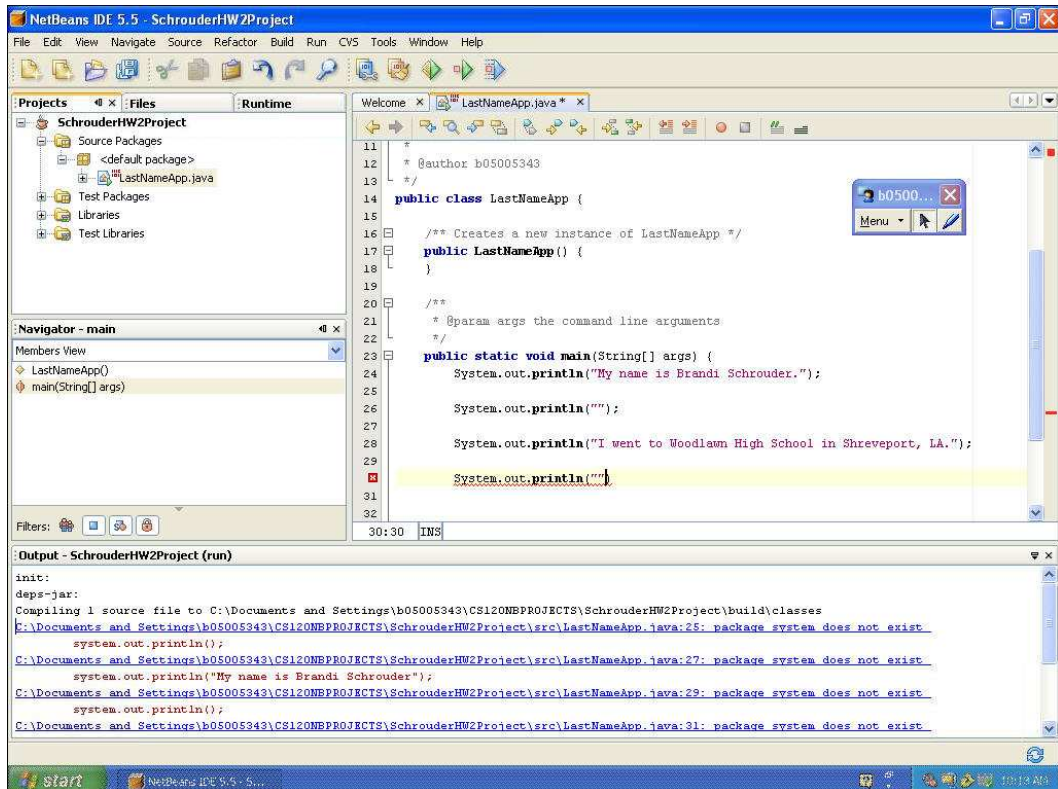 NetBeans IDE 5.5 - SchrouderHW2Project
File Edit View Navigate Source Refactor Build Run CVS Tools Window Help
Projects Files Runtime
SchrouderHW2Project
Source Packages
<default package>
LastNameApp.java
Test Packages
Libraries
Test Libraries
Navigator - main
Members View
LastNameApp()
main(String[] args)
Filters:
Welcome LastNameApp.java *
11 *
12 * @author b05005343
13 */
14 public class LastNameApp {
15
16 /** Creates a new instance of LastNameApp */
17 public LastNameApp() {
18 }
19
20 /**
21 * @param args the command line arguments
22 */
23 public static void main(String[] args) {
24 System.out.println("My name is Brandi Schrouder.");
25
26 System.out.println("");
27
28 System.out.println("I went to Woodlawn High School in Shreveport, LA.");
29
System.out.println("")
31
32
30:30 INS
b0500...
Menu
Output - SchrouderHW2Project (run)
init:
deps-jar:
Compiling 1 source file to C:\Documents and Settings\b05005343\CS120NBPROJECTS\SchrouderHW2Project\build\classes
C:\Documents and Settings\b05005343\CS120NBPROJECTS\SchrouderHW2Project\src\LastNameApp.java:25: package system does not exist
system.out.println();
C:\Documents and Settings\b05005343\CS120NBPROJECTS\SchrouderHW2Project\src\LastNameApp.java:27: package system does not exist
system.out.println("My name is Brandi Schrouder");
C:\Documents and Settings\b05005343\CS120NBPROJECTS\SchrouderHW2Project\src\LastNameApp.java:29: package system does not exist
system.out.println();
C:\Documents and Settings\b05005343\CS120NBPROJECTS\SchrouderHW2Project\src\LastNameApp.java:31: package system does not exist
start
NetBeans IDE 5.5 - S...
10:13 AM